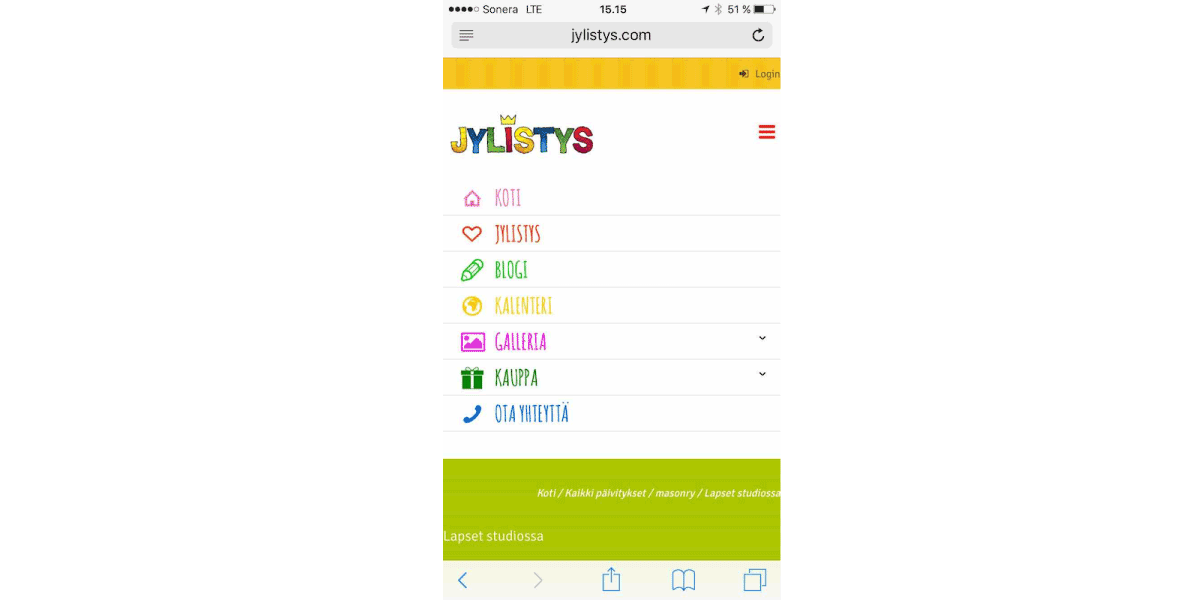 Sonera LTE 15.15 51 %
jylistys.com
Login
JYLISTYS
KOTI
JYLISTYS
BLOGI
KALENTERI
GALLERIA
KAUPPA
OTA YHTEYTTÄ
Koti / Kaikki päivitykset / masonry / Lapset studiossa
Lapset studiossa